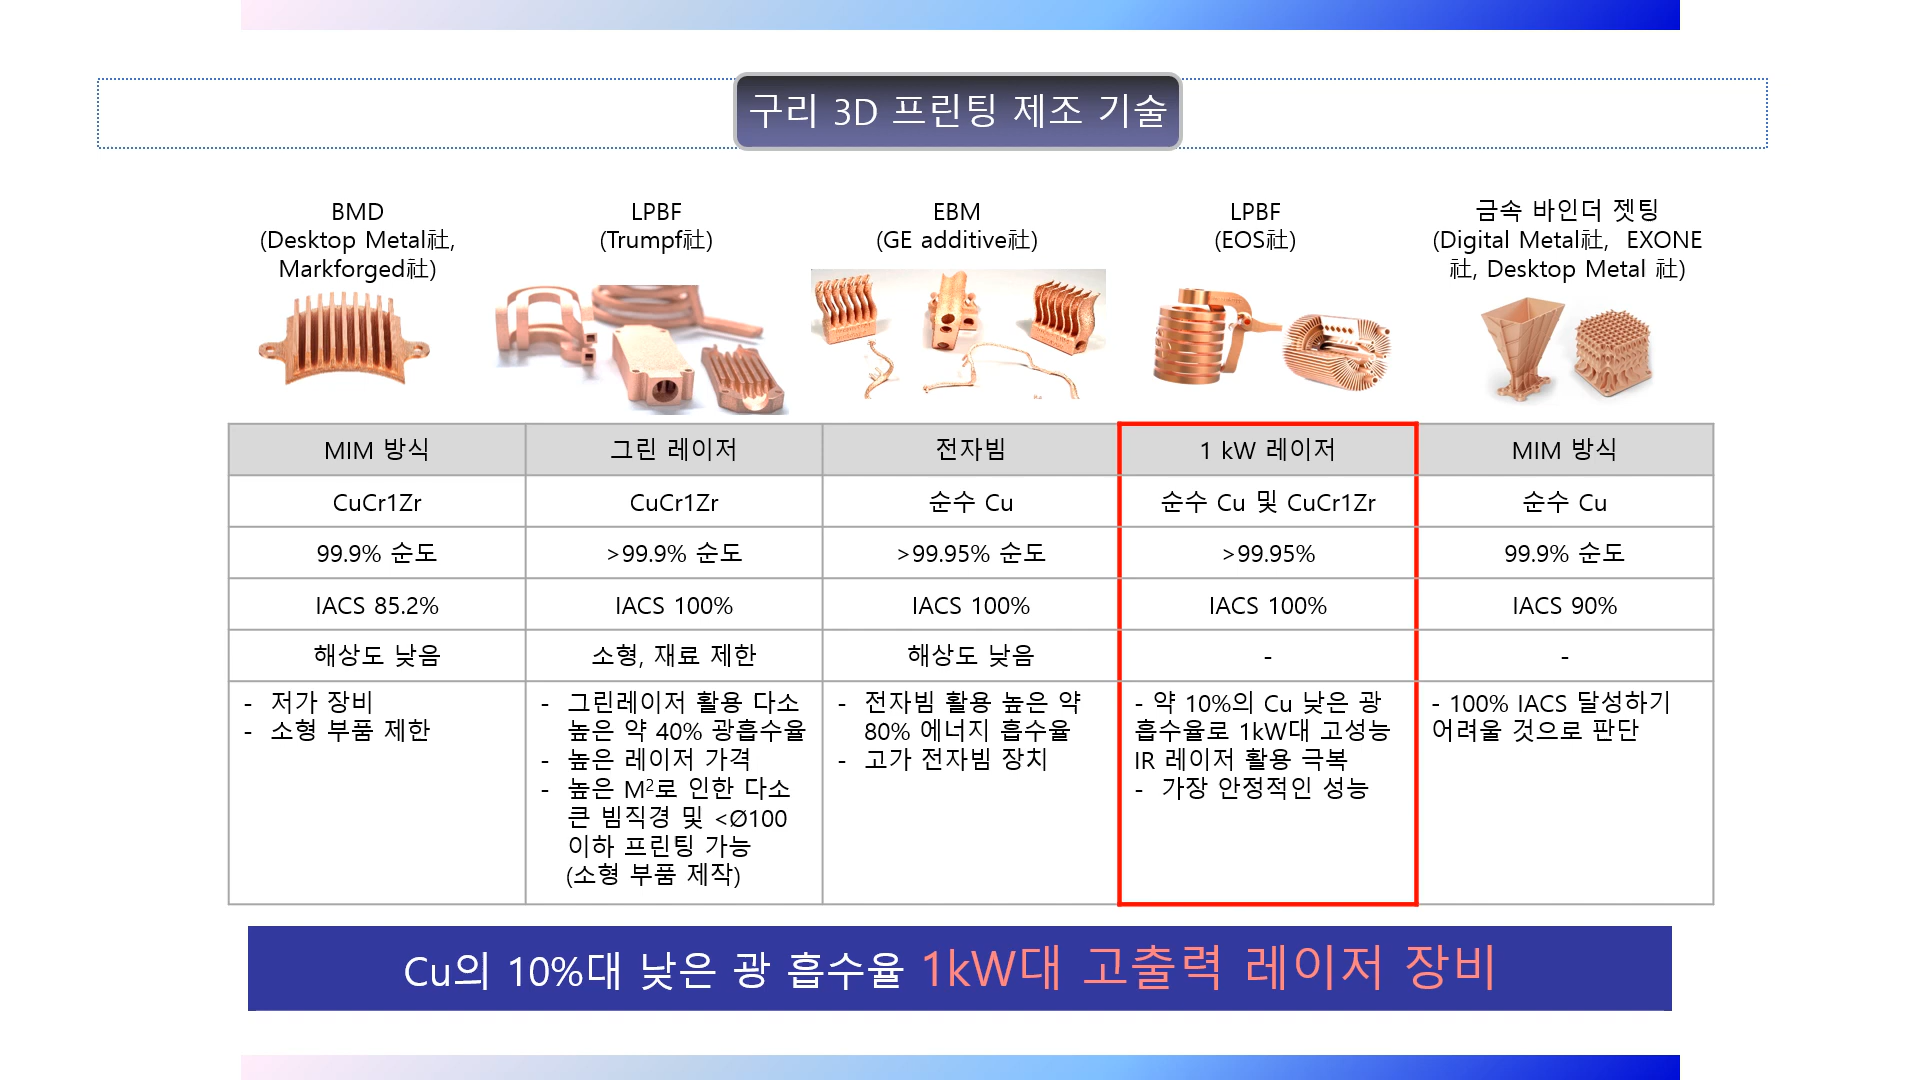 구리 3D 프린팅 제조 기술
BMD
(Desktop Metal社,
Markforged社)
LPBF
(Trumpf社)
EBM
(GE additive社)
LPBF
(EOS社)
금속 바인더 젯팅
(Digital Metal社, EXONE
社, Desktop Metal 社)
MIM 방식
그린 레이저
전자빔
1 kW 레이저
MIM 방식
CuCr1Zr
CuCr1Zr
순수 Cu
순수 Cu 및 CuCr1Zr
순수 Cu
99.9% 순도
>99.9% 순도
>99.95% 순도
>99.95%
99.9% 순도
IACS 85.2%
IACS 100%
IACS 100%
IACS 100%
IACS 90%
해상도 낮음
소형, 재료 제한
해상도 낮음
-
-
- 저가 장비
- 소형 부품 제한
- 그린레이저 활용 다소
높은 약 40% 광흡수율
- 높은 레이저 가격
- 높은 M²로 인한 다소
큰 빔직경 및 <Ø100
이하 프린팅 가능
(소형 부품 제작)
- 전자빔 활용 높은 약
80% 에너지 흡수율
- 고가 전자빔 장치
- 약 10%의 Cu 낮은 광
흡수율로 1kW대 고성능
IR 레이저 활용 극복
- 가장 안정적인 성능
- 100% IACS 달성하기
어려울 것으로 판단
Cu의 10%대 낮은 광 흡수율 1kW대 고출력 레이저 장비